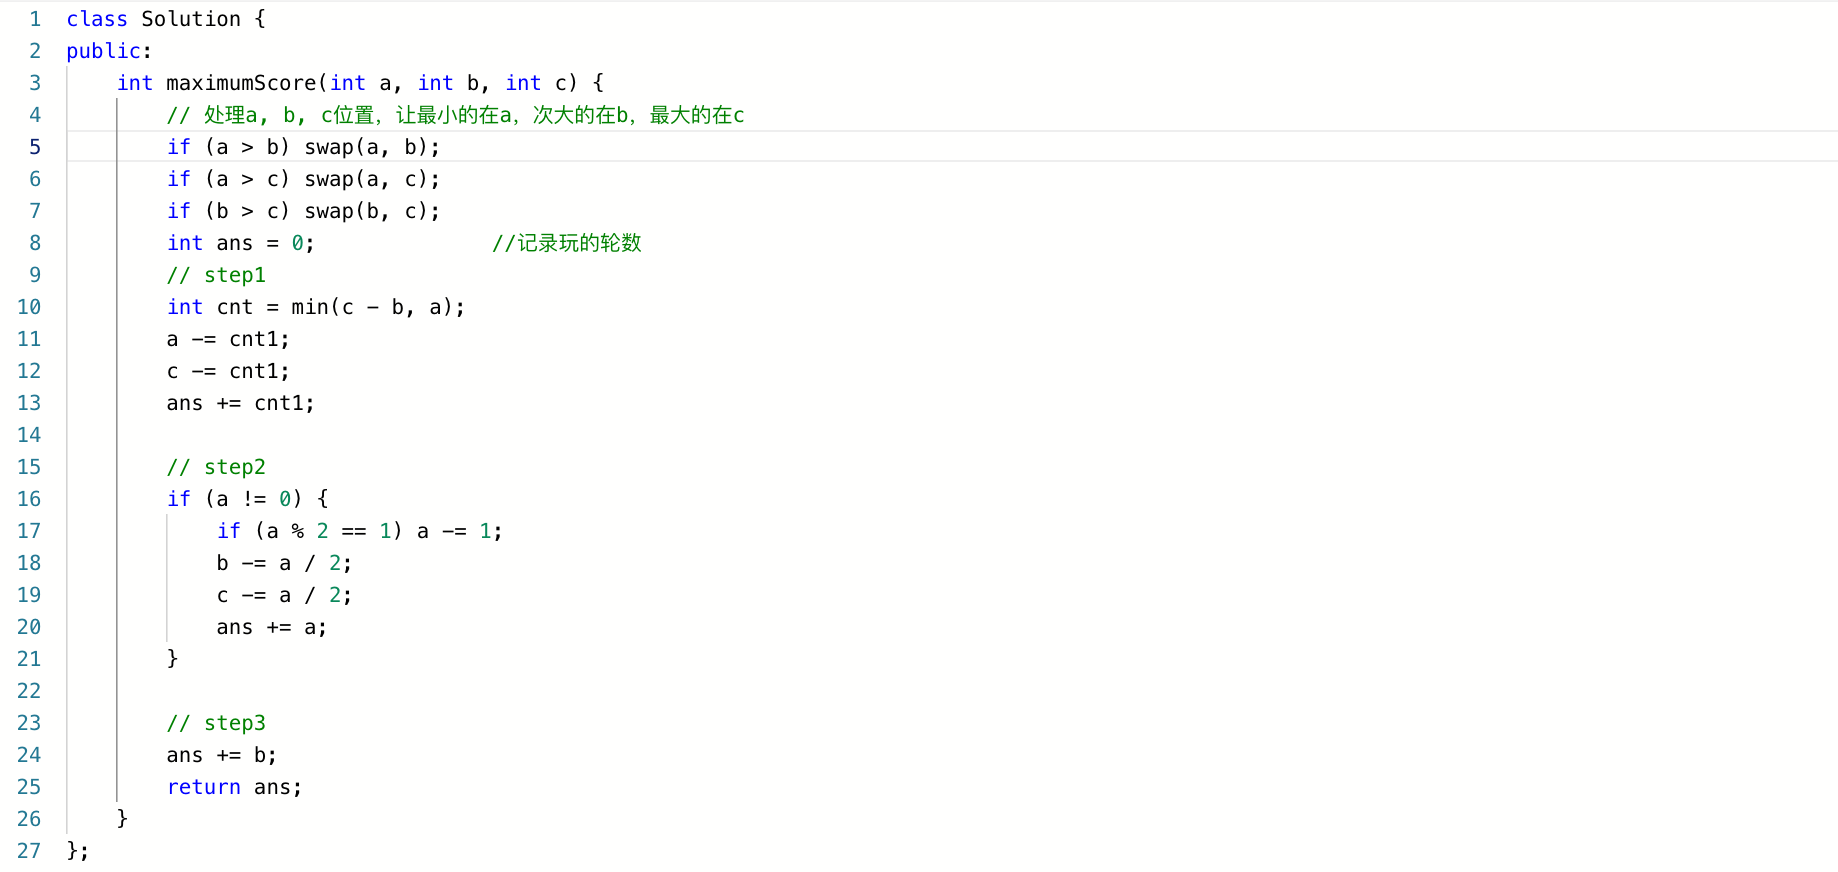 1 class Solution {
2 public:
3     int maximumScore(int a, int b, int c) {
4         // 处理a, b, c位置，让最小的在a，次大的在b，最大的在c
5         if (a > b) swap(a, b);
6         if (a > c) swap(a, c);
7         if (b > c) swap(b, c);
8         int ans = 0;              //记录玩的轮数
9         // step1
10         int cnt = min(c - b, a);
11         a -= cnt1;
12         c -= cnt1;
13         ans += cnt1;
14
15         // step2
16         if (a != 0) {
17             if (a % 2 == 1) a -= 1;
18             b -= a / 2;
19             c -= a / 2;
20             ans += a;
21         }
22
23         // step3
24         ans += b;
25         return ans;
26     }
27 };